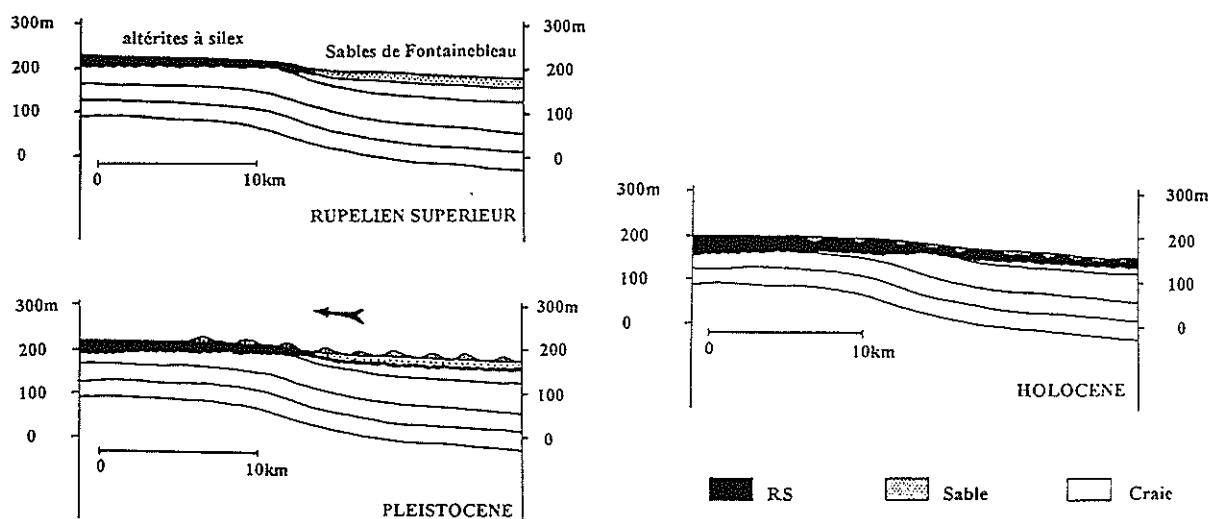 300m 300m
altérites à silex
Sables de Fontainebleau
200 200
100 100
0 0
0 10km
RUPELIEN SUPERIEUR
300m 300m
200 200
100 100
0 0
0 10km
PLEISTOCENE
300m 300m
200 200
100 100
0 0
0 10km
HOLOCENE
RS Sable Craie